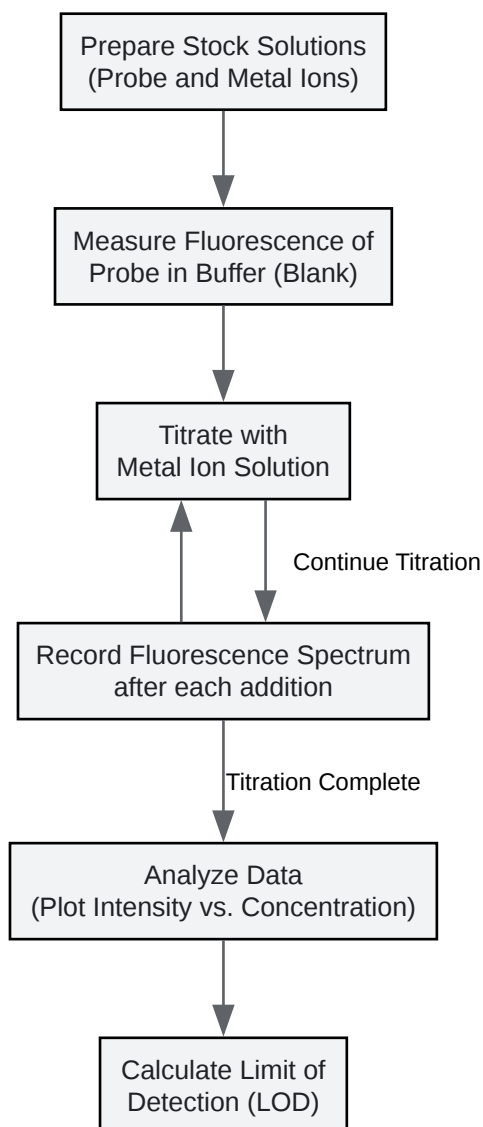 Prepare Stock Solutions
(Probe and Metal Ions)
Measure Fluorescence of
Probe in Buffer (Blank)
Titrate with
Metal Ion Solution
Continue Titration
Record Fluorescence Spectrum
after each addition
Titration Complete
Analyze Data
(Plot Intensity vs. Concentration)
Calculate Limit of
Detection (LOD)